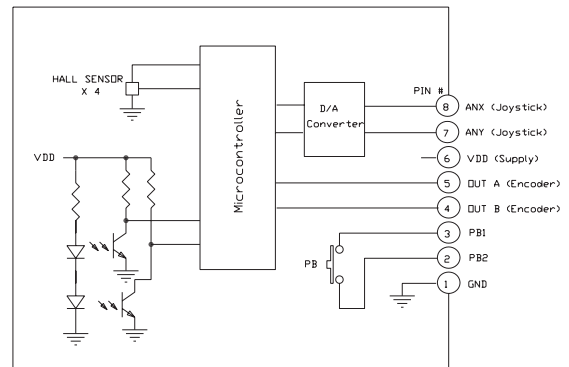 HALL SENSOR
X 4
VDD
Microcontroller
D/A
Converter
PIN #
8 ANX (Joystick)
7 ANY (Joystick)
6 VDD (Supply)
5 OUT A (Encoder)
4 OUT B (Encoder)
3 PB1
2 PB2
1 GND
PB